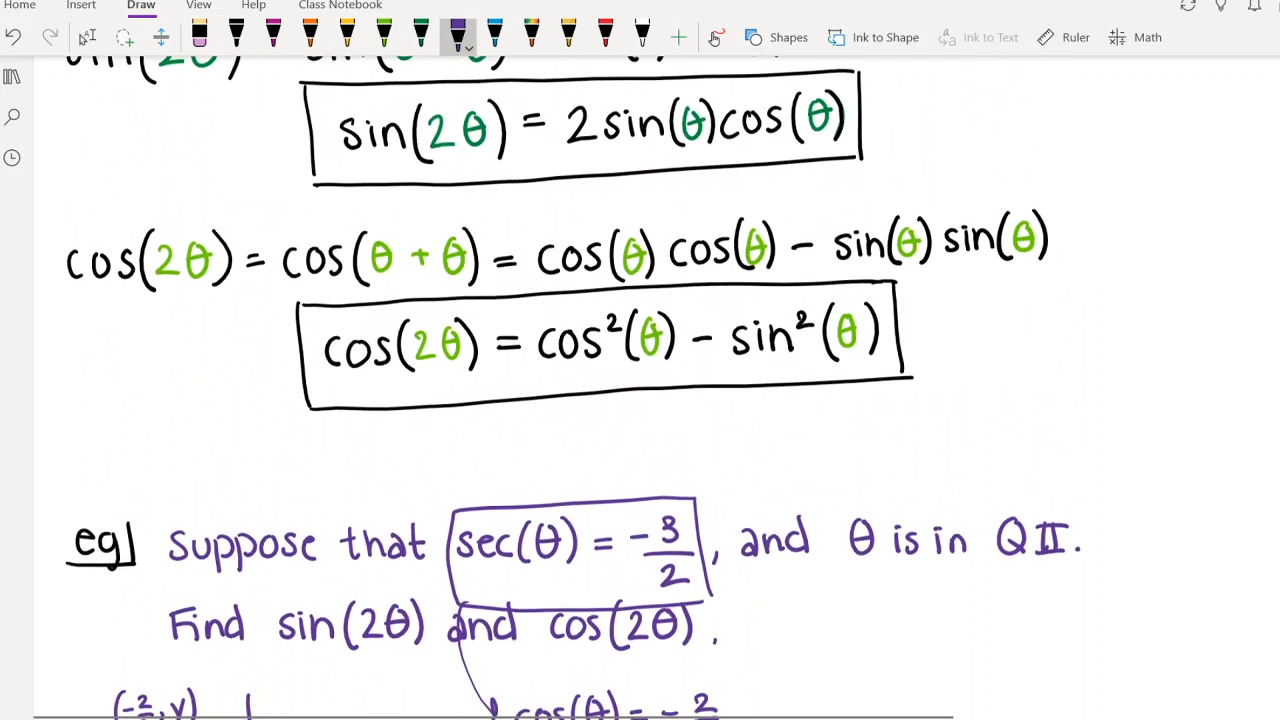 Home Insert Draw View Help Class Notebook
Shapes Ink to Shape Ink to Text Ruler Math
sin(2θ) = 2sin(θ)cos(θ)
cos(2θ) = cos(θ + θ) = cos(θ) cos(θ) - sin(θ) sin(θ)
cos(2θ) = cos²(θ) - sin²(θ)
eg) Suppose that sec(θ) = -3/2, and θ is in QII.
Find sin(2θ) and cos(2θ).
cos(θ) = - 2